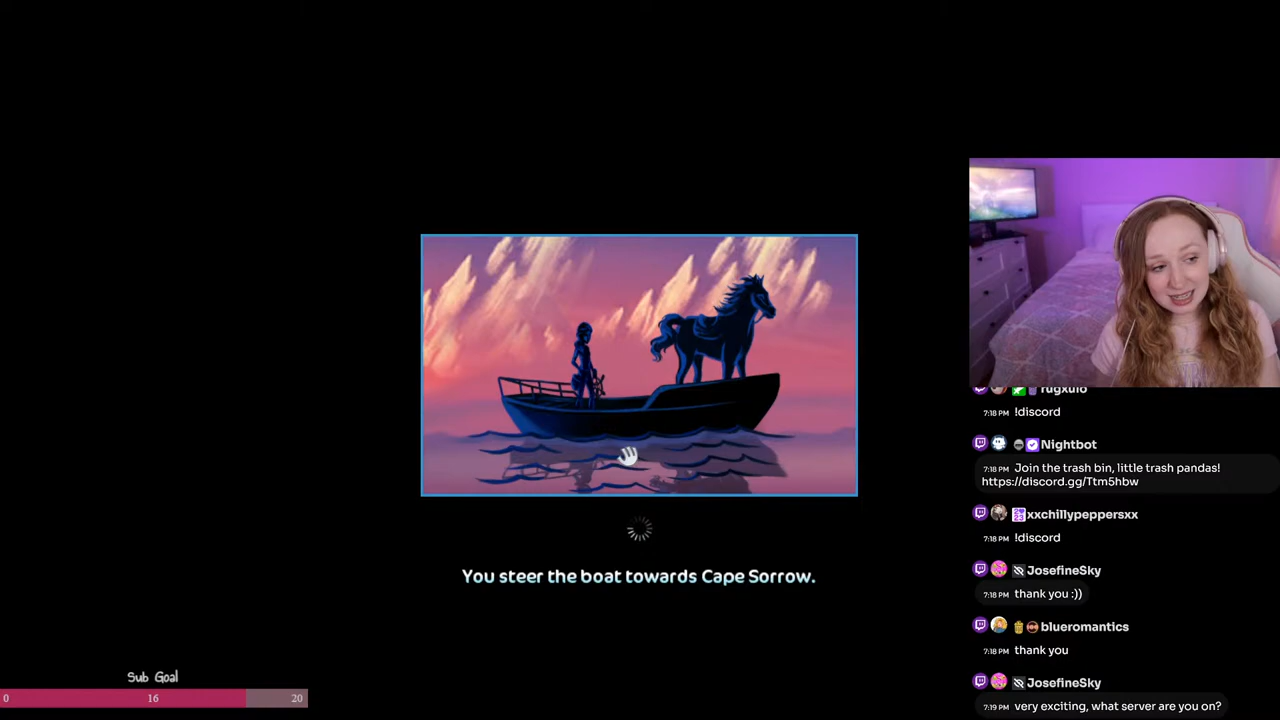 You steer the boat towards Cape Sorrow.
Sub Goal
0 16 20
rugxulo
7:18 PM !discord
Nightbot
7:18 PM Join the trash bin, little trash pandas!
https://discord.gg/Ttm5hbw
xxchillypeppersxx
7:18 PM !discord
JosefineSky
7:18 PM thank you :))
blueromantics
7:18 PM thank you
JosefineSky
7:19 PM very exciting, what server are you on?